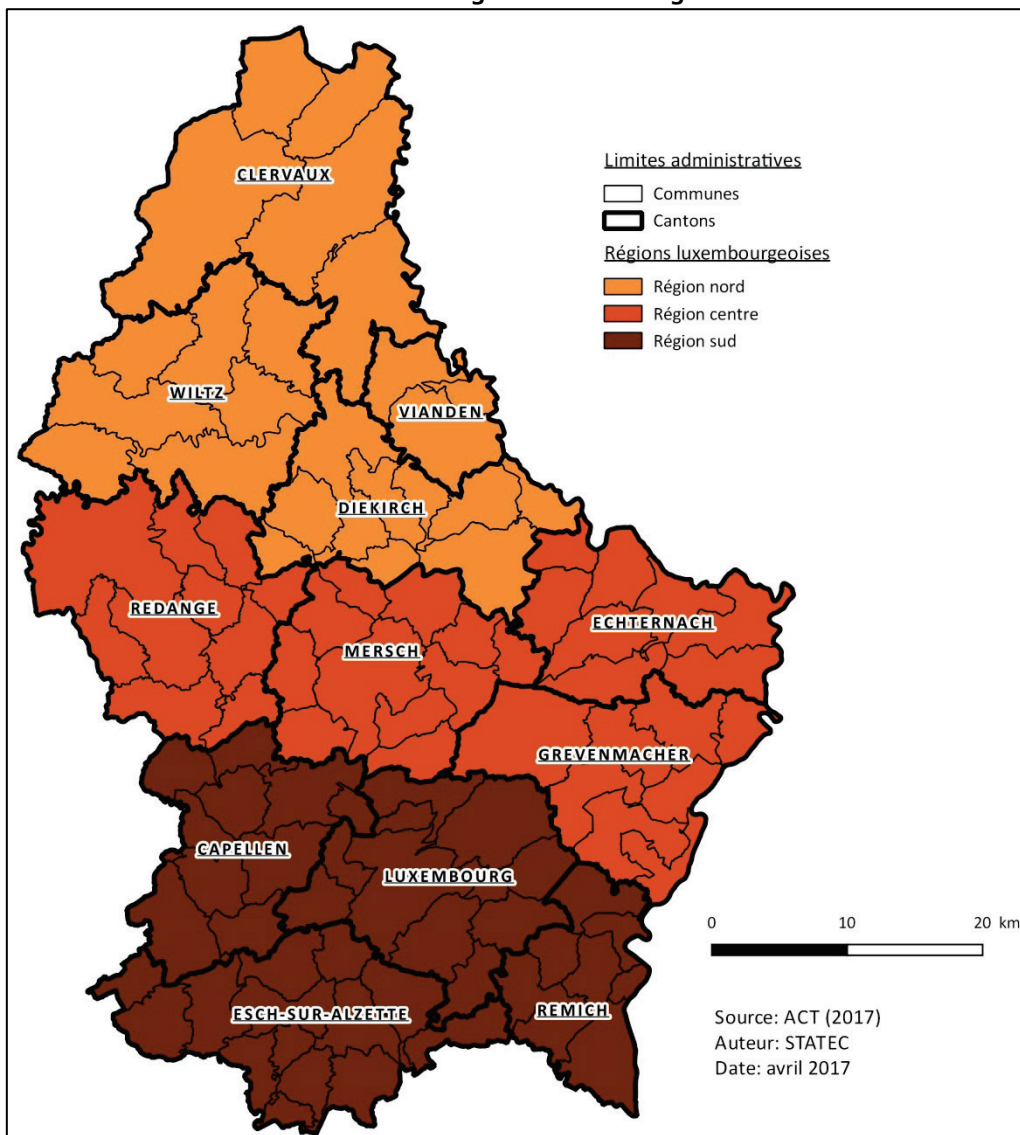 CLERVAUX
WILTZ
VIANDEN
DIEKIRCH
REDANGE
MERSCH
ECHTERNACH
GREVENMACHER
CAPELLEN
LUXEMBOURG
ESCH-SUR-ALZETTE
REMICH
Limites administratives
Communes
Cantons
Régions luxembourgeoises
Région nord
Région centre
Région sud
0 10 20 km
Source: ACT (2017)
Auteur: STATEC
Date: avril 2017